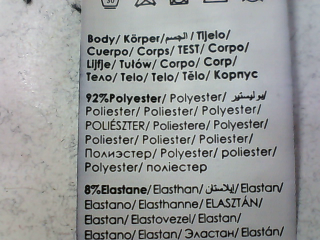 30
Body/ Körper/ الجسم/ Tijelo/
Cuerpo/ Corps/ TEST/ Corpo/
Lijfje/ Tułów/ Corpo/ Corp/
Тело/ Telo/ Telo/ Tělo/ Корпус
92%Polyester/ Polyester/ بوليستير/
Poliester/ Poliester/ Polyester/
POLIÉSZTER/ Poliestere/ Polyester/
Poliester/ Poliéster/ Poliester/
Полиэстер/ Polyester/ poliester/
Polyester/ поліестер
8%Elastane/ Elasthan/ إيلاستان/ Elastan/
Elastano/ Elasthanne/ ELASZTÁN/
Elastan/ Elastovezel/ Elastan/
Elastano/ Elastan/ Эластан/ Elastán/